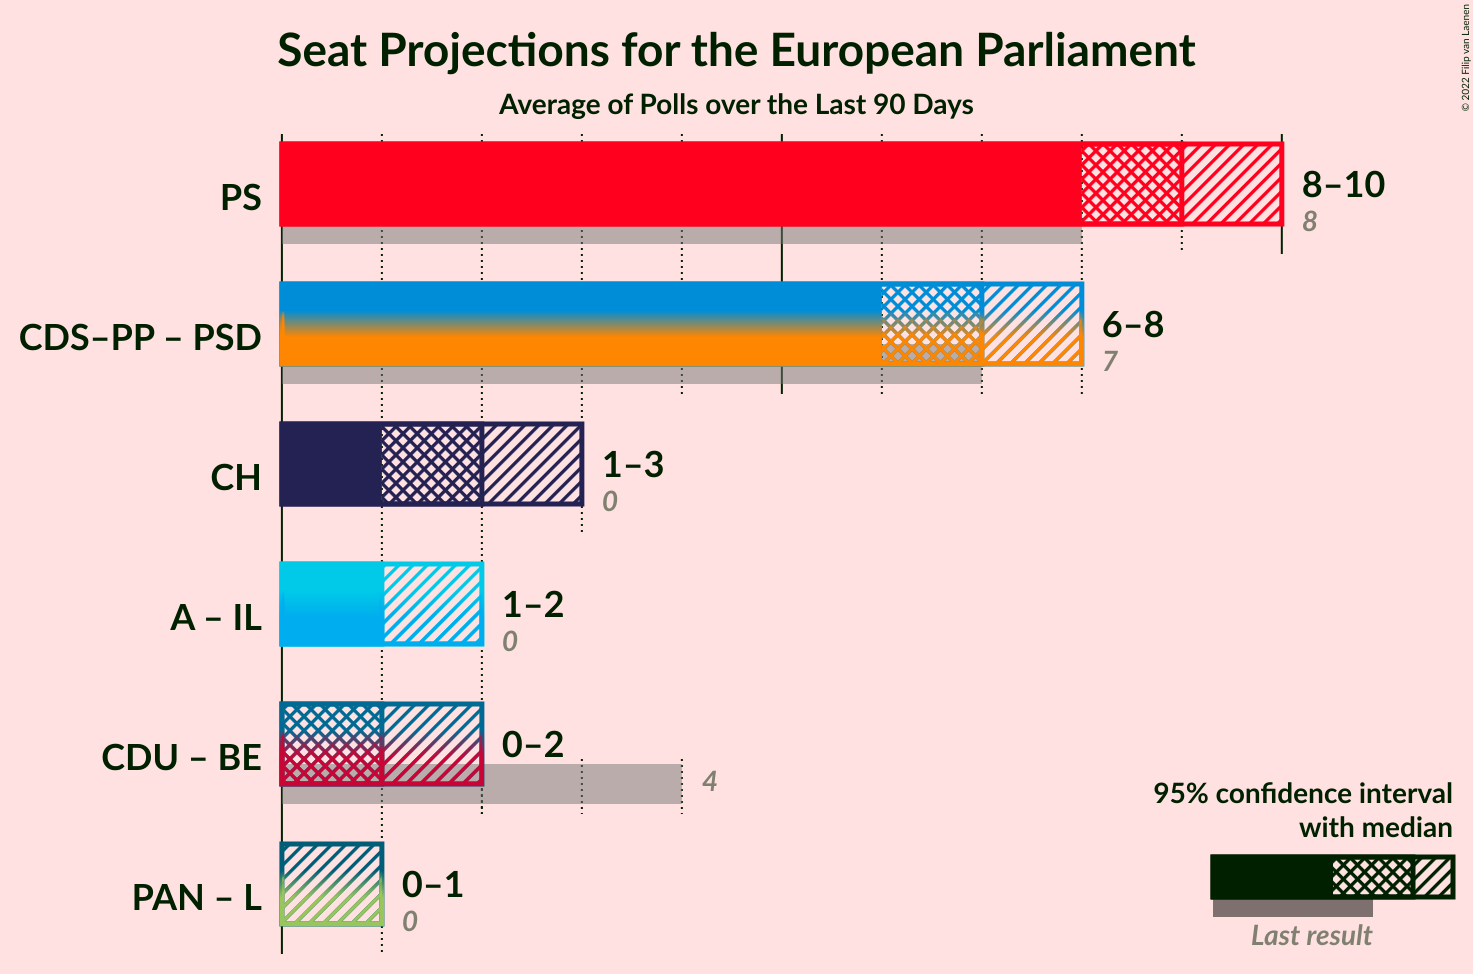 Seat Projections for the European Parliament
Average of Polls over the Last 90 Days
© 2022 Filip van Laenen
PS
8–10
8
CDS–PP – PSD
6–8
7
CH
1–3
0
A – IL
1–2
0
CDU – BE
0–2
4
PAN – L
0–1
0
95% confidence interval
with median
Last result